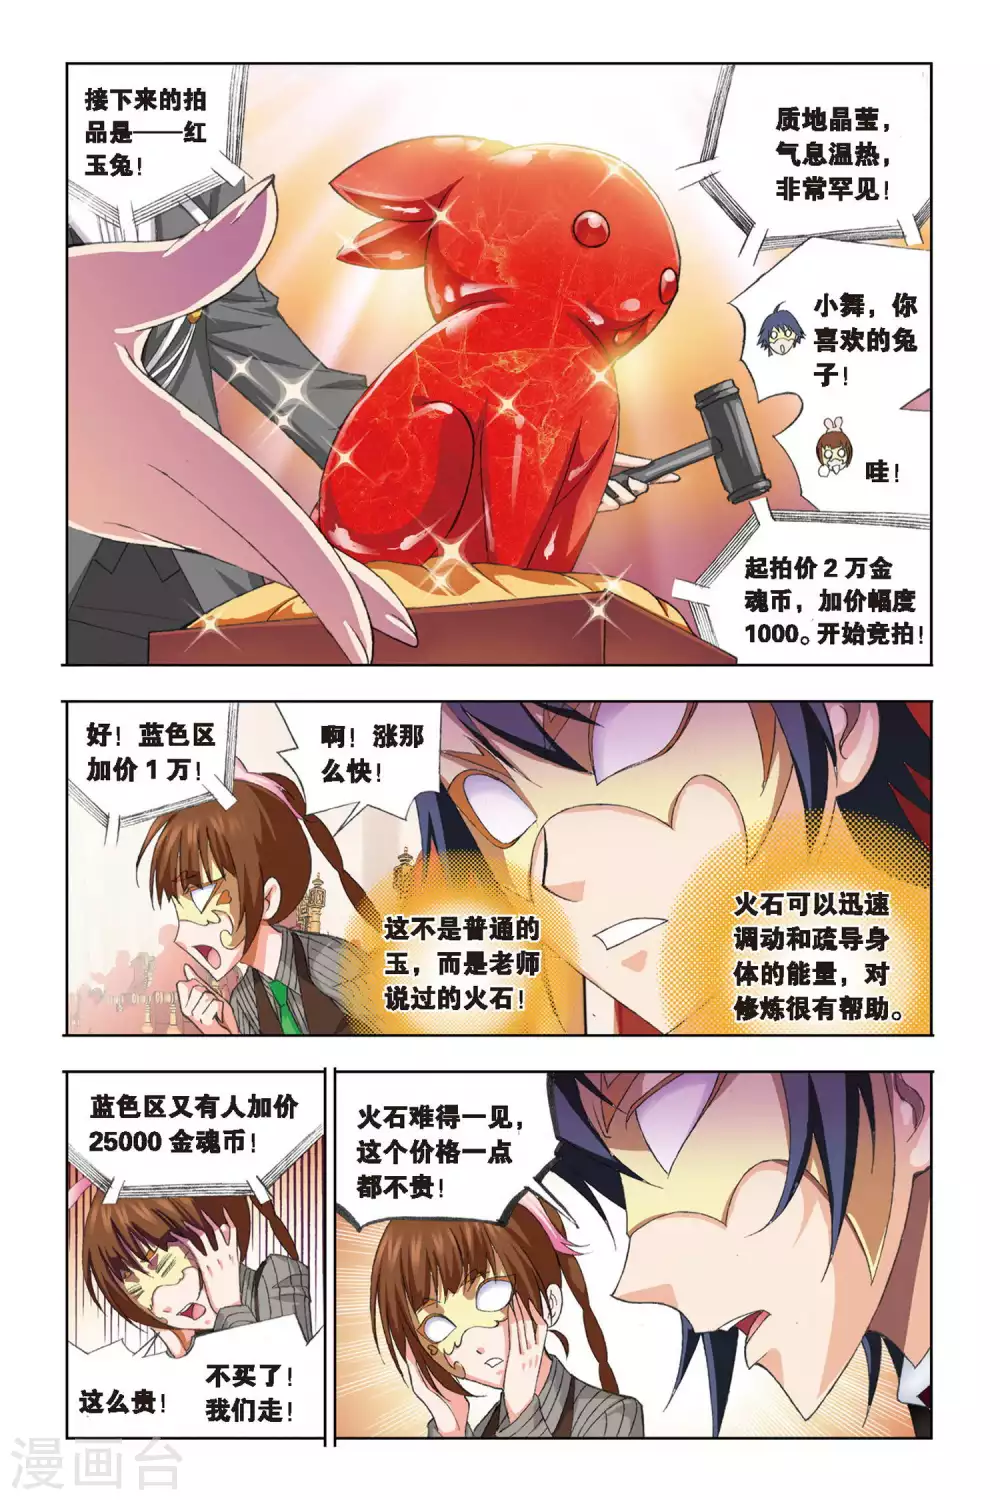 接下来的拍
品是——红
玉兔！
质地晶莹，
气息温热，
非常罕见！
小舞，你
喜欢的兔
子！
哇！
起拍价2万金
魂币，加价幅度
1000。开始竞拍！
好！蓝色区
加价1万！
啊！涨那
么快！
这不是普通的
玉，而是老师
说过的火石！
火石可以迅速
调动和疏导身
体的能量，对
修炼很有帮助。
蓝色区又有人加价
25000金魂币！
这么贵！
不买了！
我们走！
火石难得一见，
这个价格一点
都不贵！
漫画台